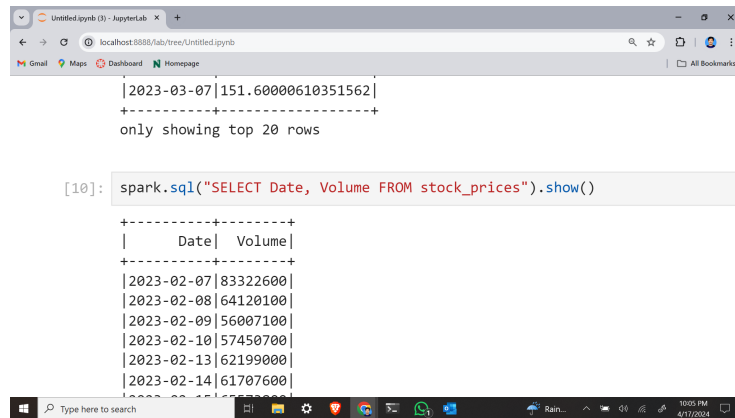 Untitled.ipynb (3) - JupyterLab
localhost:8888/lab/tree/Untitled.ipynb
Gmail Maps Dashboard Homepage All Bookmarks
|2023-03-07|151.60000610351562|
+----------+------------------+
only showing top 20 rows
[10]: spark.sql("SELECT Date, Volume FROM stock_prices").show()
+----------+--------+
|      Date|  Volume|
+----------+--------+
|2023-02-07|83322600|
|2023-02-08|64120100|
|2023-02-09|56007100|
|2023-02-10|57450700|
|2023-02-13|62199000|
|2023-02-14|61707600|
Type here to search
Rain...
10:05 PM
4/17/2024